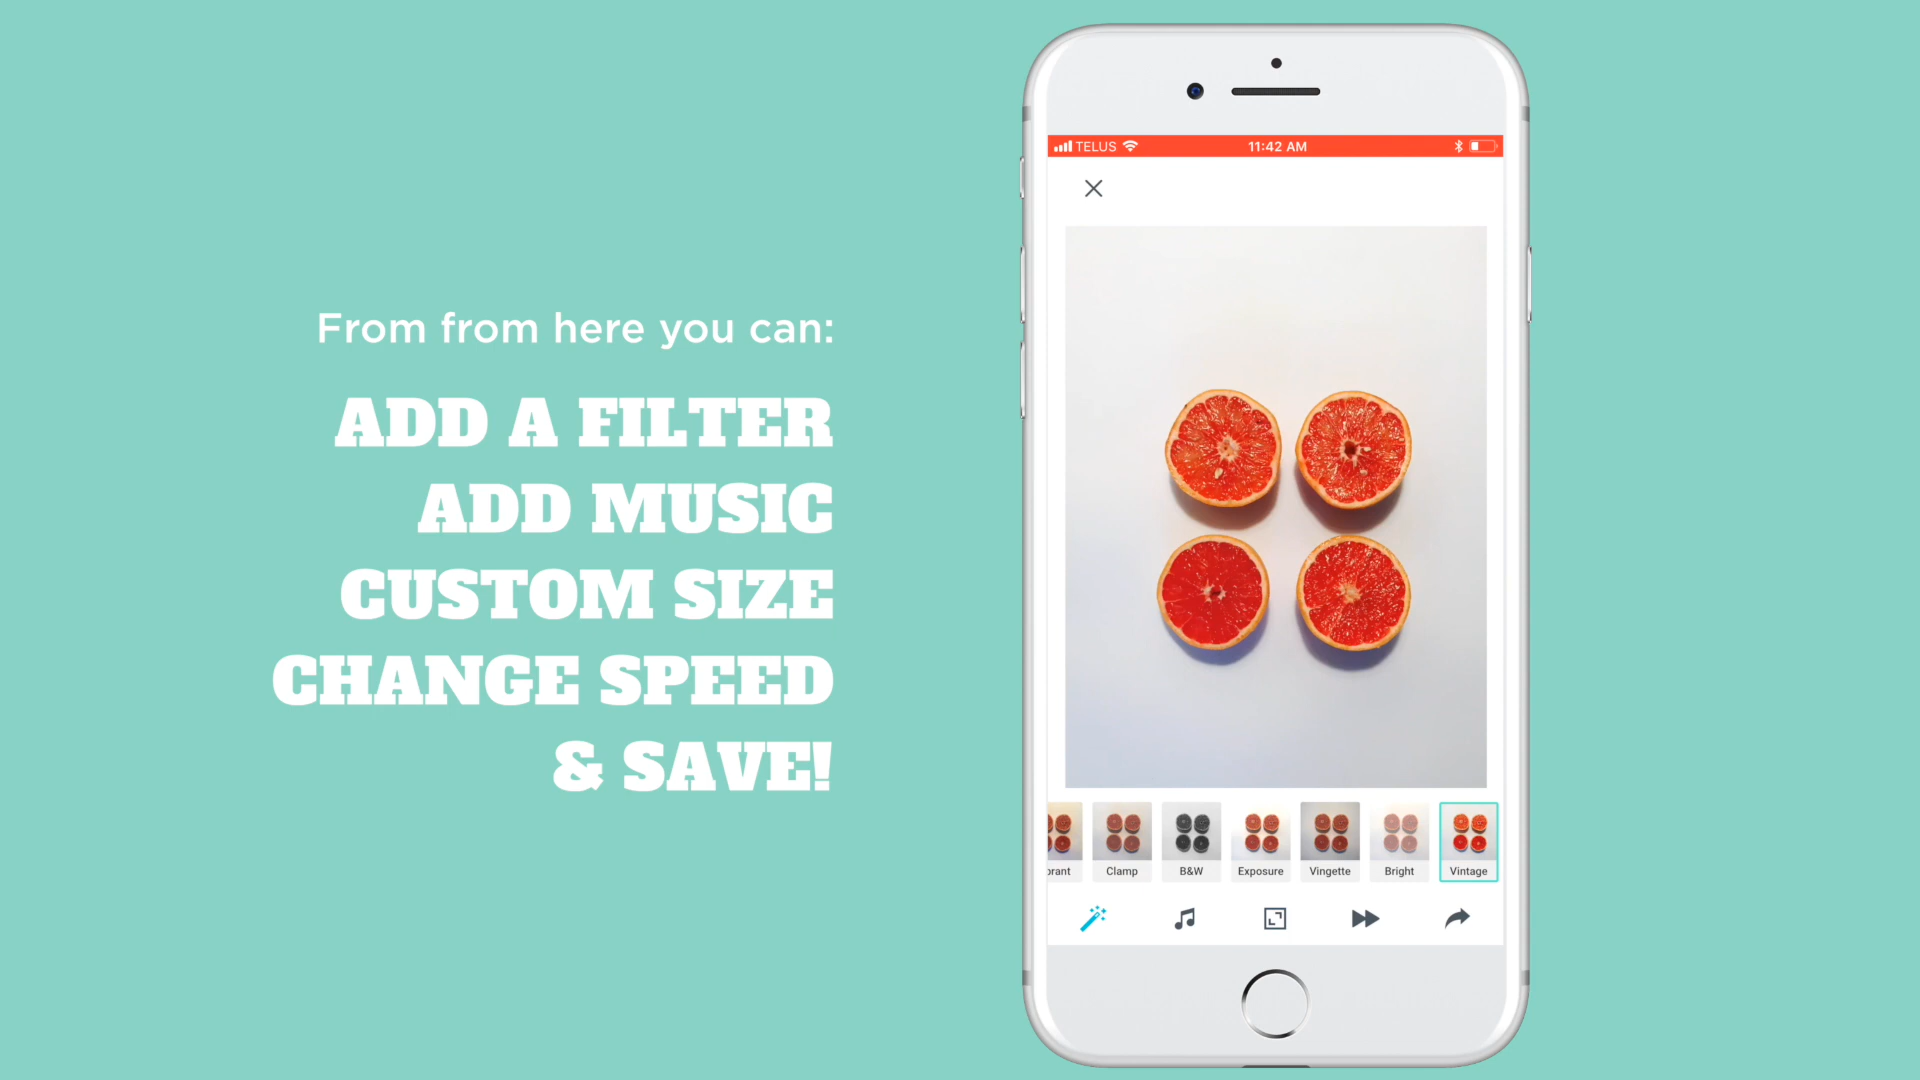 From from here you can:
ADD A FILTER
ADD MUSIC
CUSTOM SIZE
CHANGE SPEED
& SAVE!
TELUS 11:42 AM
brant Clamp B&W Exposure Vingette Bright Vintage